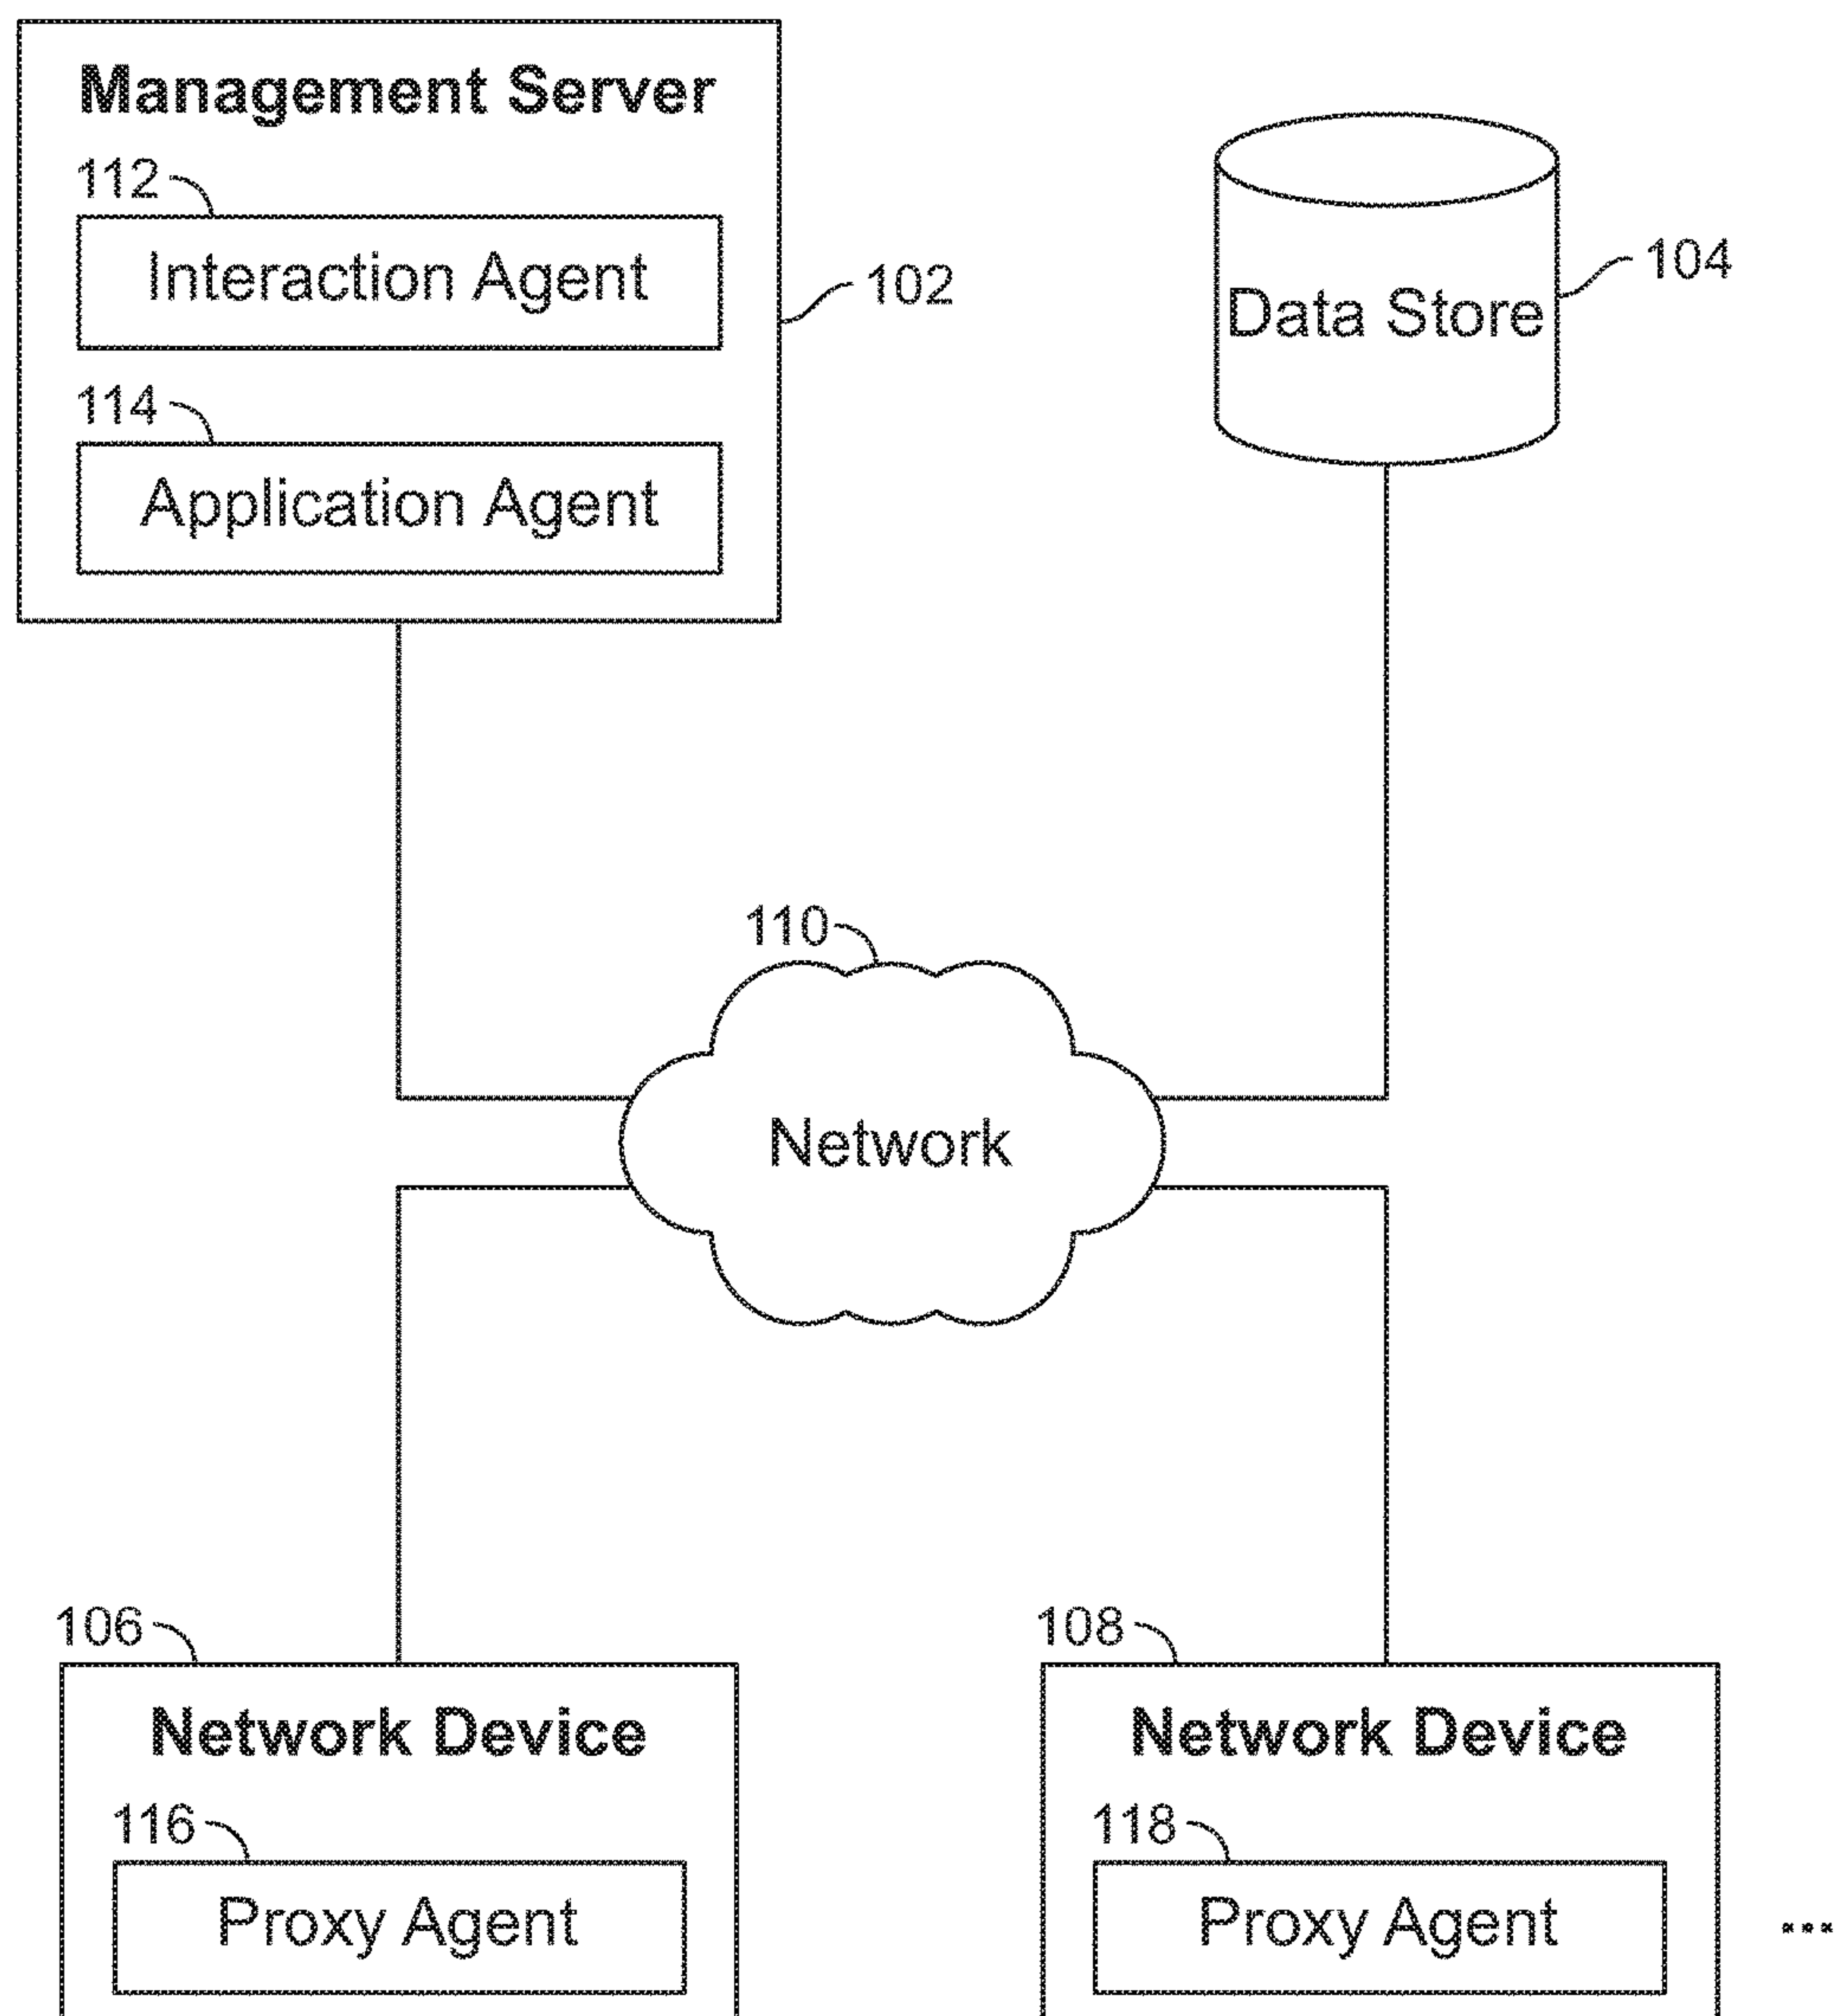 Management Server
112
Interaction Agent
102
104
Data Store
114
Application Agent
110
Network
106
108
Network Device
Network Device
116
118
Proxy Agent
Proxy Agent
...